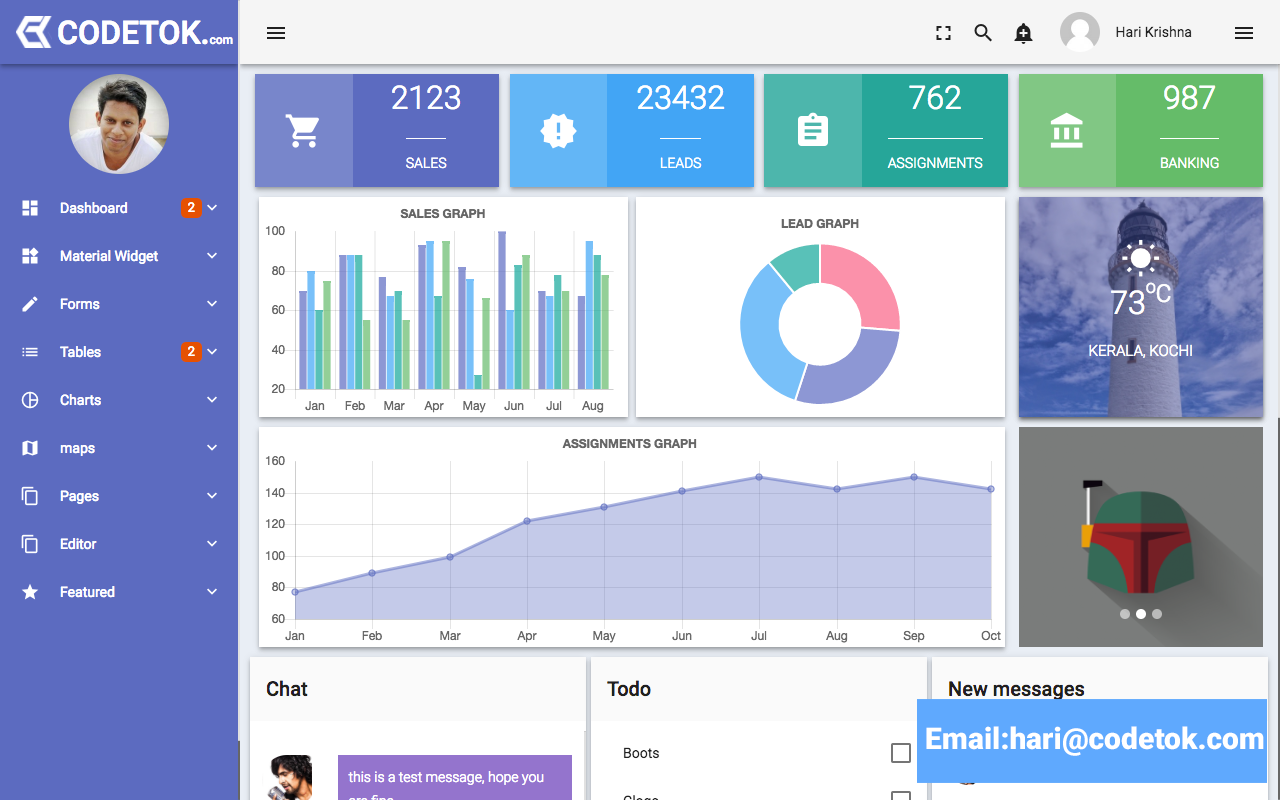 CODETOK.com
Hari Krishna
Dashboard 2
Material Widget
Forms
Tables 2
Charts
maps
Pages
Editor
Featured
2123
SALES
23432
LEADS
762
ASSIGNMENTS
987
BANKING
SALES GRAPH
100
80
60
40
20
Jan Feb Mar Apr May Jun Jul Aug
LEAD GRAPH
73°C
KERALA, KOCHI
ASSIGNMENTS GRAPH
160
140
120
100
80
60
Jan Feb Mar Apr May Jun Jul Aug Sep Oct
Chat
this is a test message, hope you
are fine
Todo
Boots
Clogs
New messages
Email:hari@codetok.com